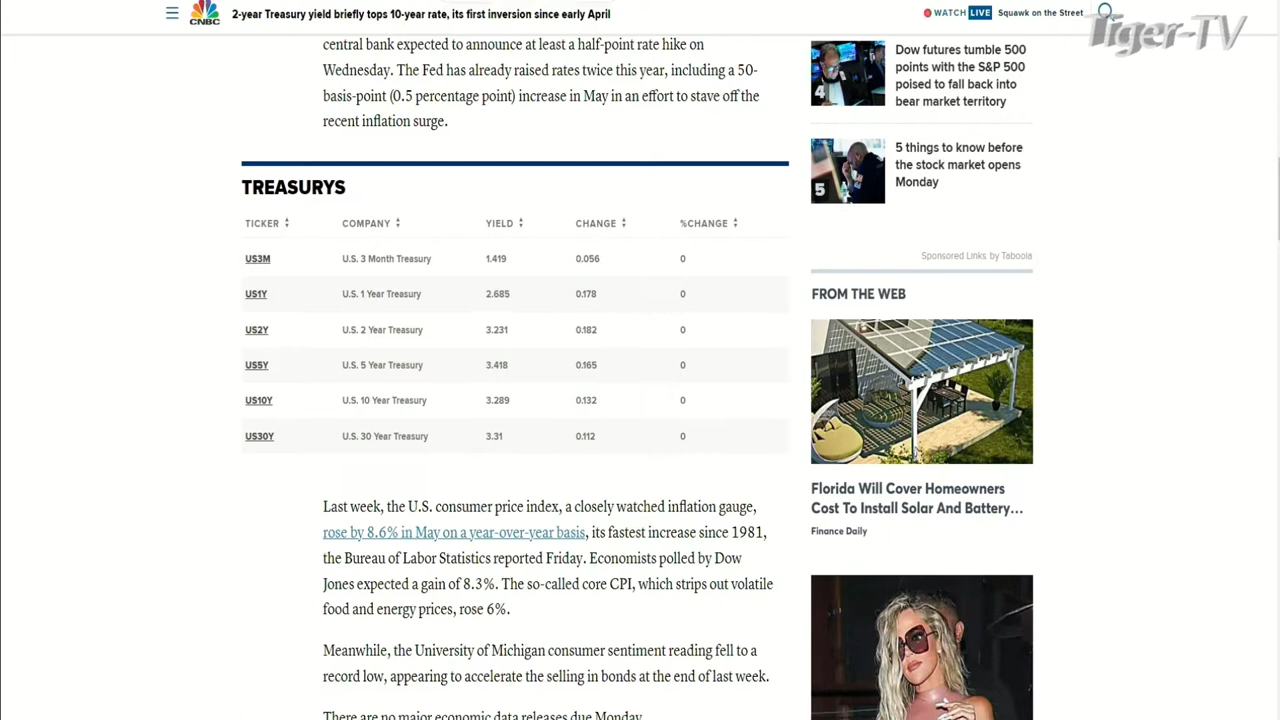 CNBC
2-year Treasury yield briefly tops 10-year rate, its first inversion since early April
WATCH LIVE Squawk on the Street
Tiger-TV
central bank expected to announce at least a half-point rate hike on
Wednesday. The Fed has already raised rates twice this year, including a 50-
basis-point (0.5 percentage point) increase in May in an effort to stave off the
recent inflation surge.
TREASURYS
TICKER COMPANY YIELD CHANGE %CHANGE
US3M U.S. 3 Month Treasury 1.419 0.056 0
US1Y U.S. 1 Year Treasury 2.685 0.178 0
US2Y U.S. 2 Year Treasury 3.231 0.182 0
US5Y U.S. 5 Year Treasury 3.418 0.165 0
US10Y U.S. 10 Year Treasury 3.289 0.132 0
US30Y U.S. 30 Year Treasury 3.31 0.112 0
Last week, the U.S. consumer price index, a closely watched inflation gauge,
rose by 8.6% in May on a year-over-year basis, its fastest increase since 1981,
the Bureau of Labor Statistics reported Friday. Economists polled by Dow
Jones expected a gain of 8.3%. The so-called core CPI, which strips out volatile
food and energy prices, rose 6%.
Meanwhile, the University of Michigan consumer sentiment reading fell to a
record low, appearing to accelerate the selling in bonds at the end of last week.
There are no major economic data releases due Monday.
4
Dow futures tumble 500
points with the S&P 500
poised to fall back into
bear market territory
5
5 things to know before
the stock market opens
Monday
Sponsored Links by Taboola
FROM THE WEB
Florida Will Cover Homeowners
Cost To Install Solar And Battery...
Finance Daily